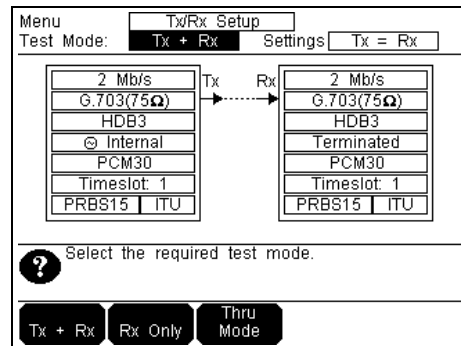 Menu Tx/Rx Setup
Test Mode: Tx + Rx Settings Tx = Rx
2 Mb/s Tx Rx 2 Mb/s
G.703(75Ω) G.703(75Ω)
HDB3 HDB3
Internal Terminated
PCM30 PCM30
Timeslot: 1 Timeslot: 1
PRBS15 ITU PRBS15 ITU
? Select the required test mode.
Tx + Rx Rx Only Thru Mode